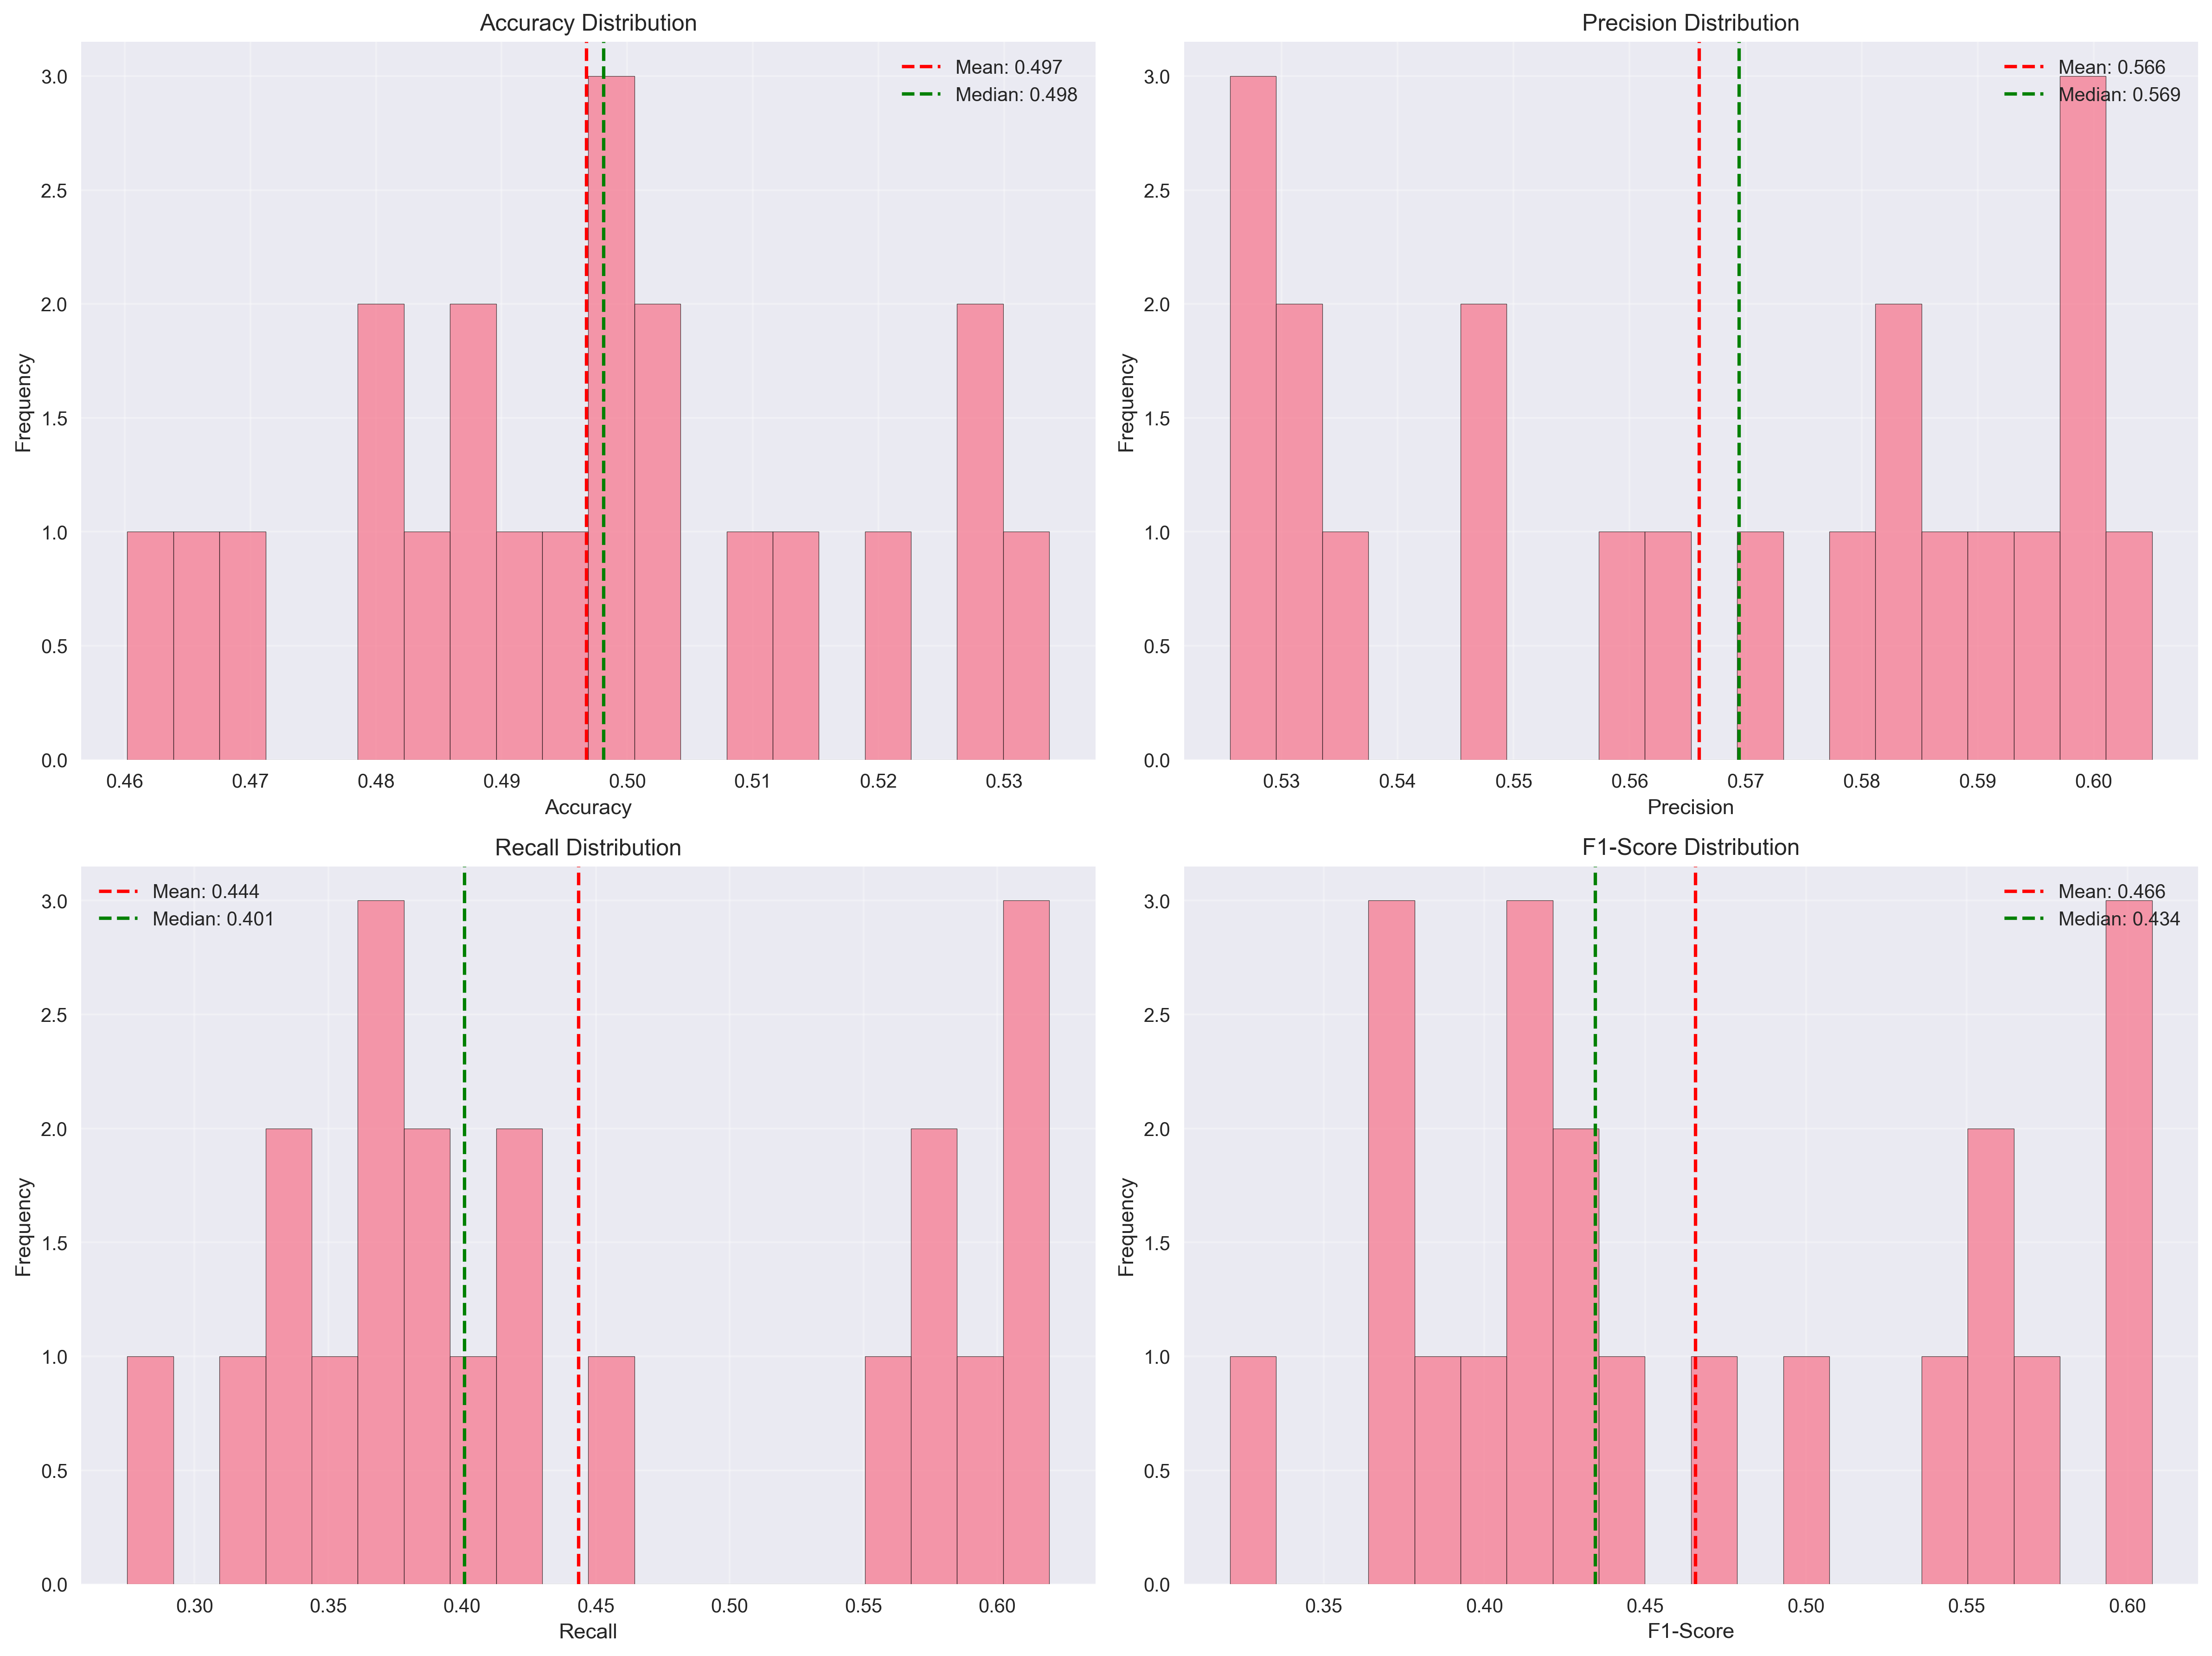 Accuracy Distribution
Mean: 0.497
Median: 0.498
Frequency
3.0
2.5
2.0
1.5
1.0
0.5
0.0
0.46 0.47 0.48 0.49 0.50 0.51 0.52 0.53
Accuracy
Precision Distribution
Mean: 0.566
Median: 0.569
Frequency
3.0
2.5
2.0
1.5
1.0
0.5
0.0
0.53 0.54 0.55 0.56 0.57 0.58 0.59 0.60
Precision
Recall Distribution
Mean: 0.444
Median: 0.401
Frequency
3.0
2.5
2.0
1.5
1.0
0.5
0.0
0.30 0.35 0.40 0.45 0.50 0.55 0.60
Recall
F1-Score Distribution
Mean: 0.466
Median: 0.434
Frequency
3.0
2.5
2.0
1.5
1.0
0.5
0.0
0.35 0.40 0.45 0.50 0.55 0.60
F1-Score